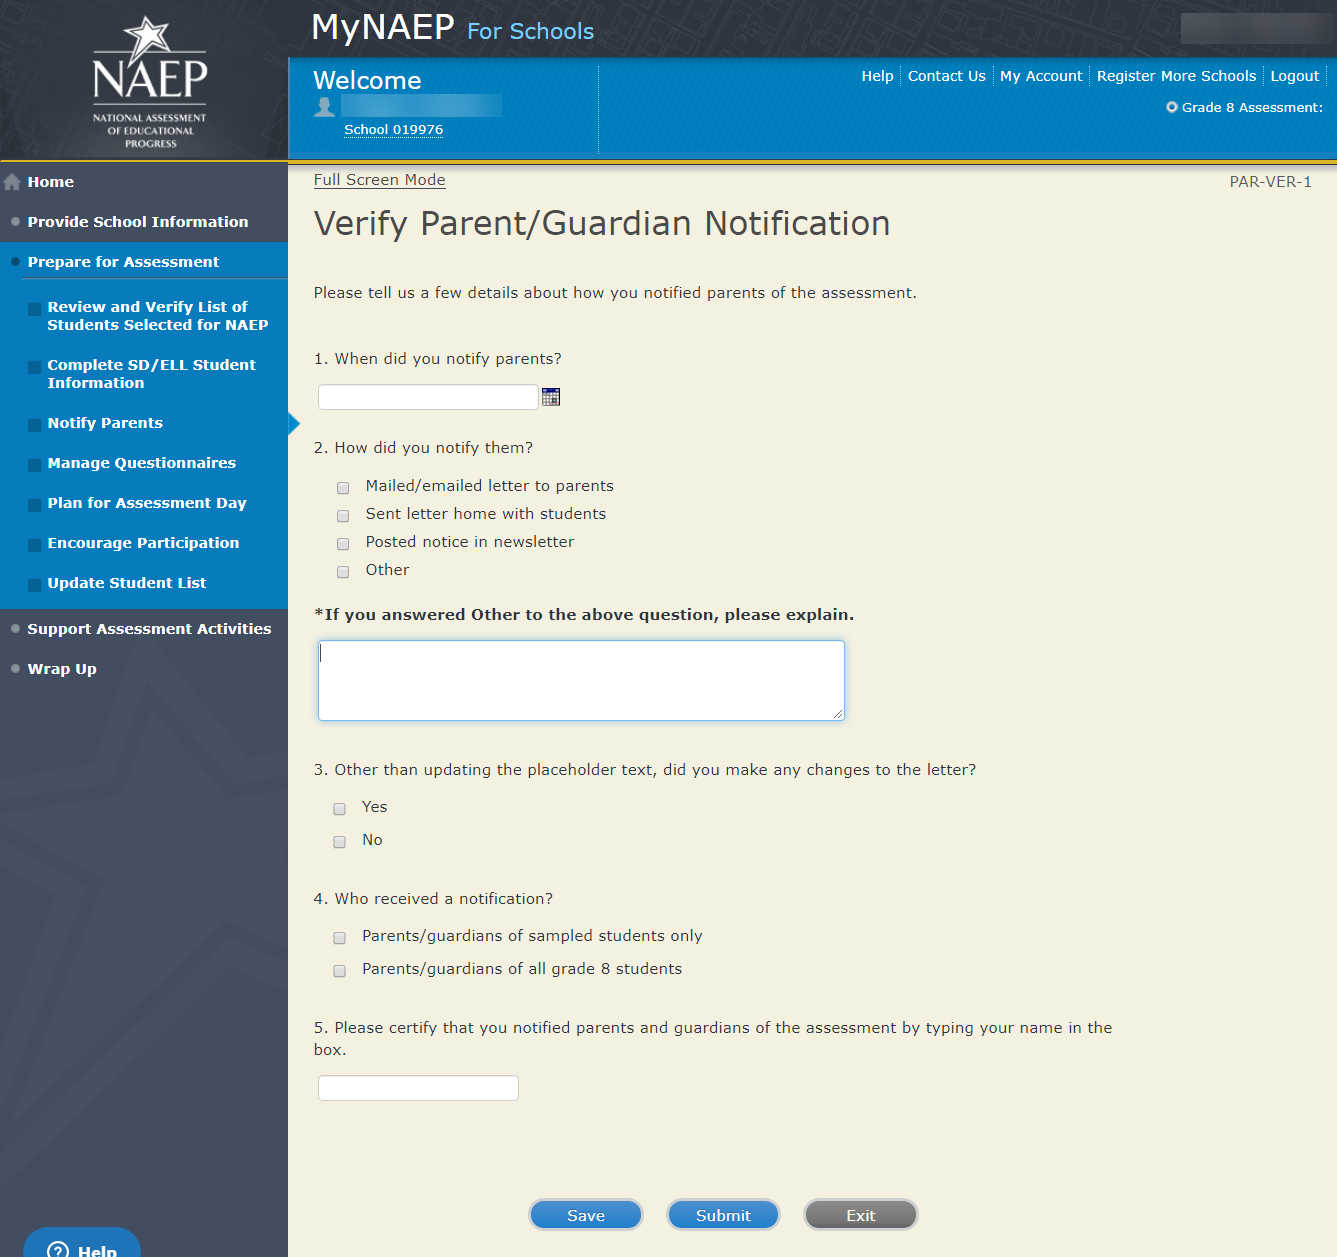 NAEP
NATIONAL ASSESSMENT
OF EDUCATIONAL
PROGRESS
MyNAEP For Schools
Welcome
School 019976
Help
Contact Us
My Account
Register More Schools
Logout
Grade 8 Assessment:
Home
Provide School Information
Prepare for Assessment
Review and Verify List of
Students Selected for NAEP
Complete SD/ELL Student
Information
Notify Parents
Manage Questionnaires
Plan for Assessment Day
Encourage Participation
Update Student List
Support Assessment Activities
Wrap Up
Help
Full Screen Mode
PAR-VER-1
Verify Parent/Guardian Notification
Please tell us a few details about how you notified parents of the assessment.
1. When did you notify parents?
2. How did you notify them?
Mailed/emailed letter to parents
Sent letter home with students
Posted notice in newsletter
Other
*If you answered Other to the above question, please explain.
3. Other than updating the placeholder text, did you make any changes to the letter?
Yes
No
4. Who received a notification?
Parents/guardians of sampled students only
Parents/guardians of all grade 8 students
5. Please certify that you notified parents and guardians of the assessment by typing your name in the
box.
Save
Submit
Exit